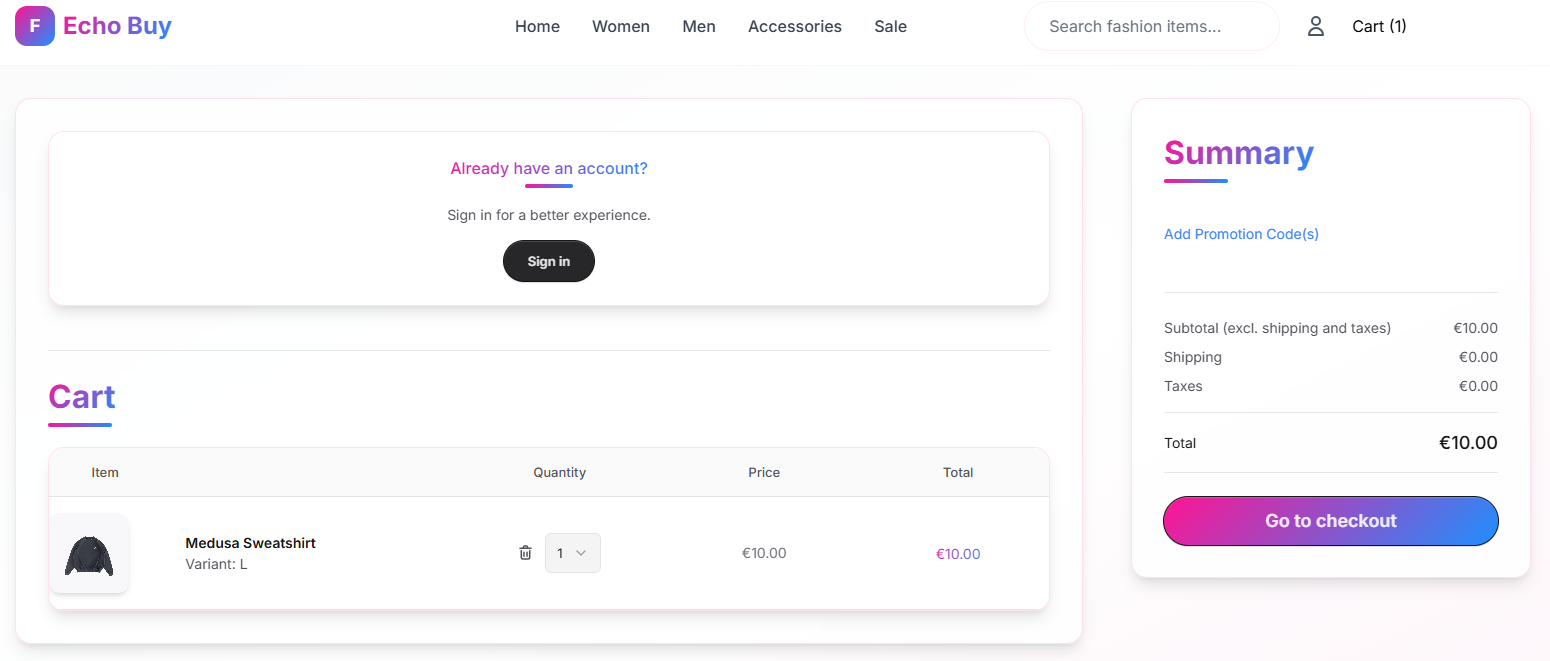 F Echo Buy Home Women Men Accessories Sale Search fashion items... Cart (1)
Already have an account?
Sign in for a better experience.
Sign in
Cart
Item Quantity Price Total
Medusa Sweatshirt
Variant: L
1 €10.00 €10.00
Summary
Add Promotion Code(s)
Subtotal (excl. shipping and taxes) €10.00
Shipping €0.00
Taxes €0.00
Total €10.00
Go to checkout